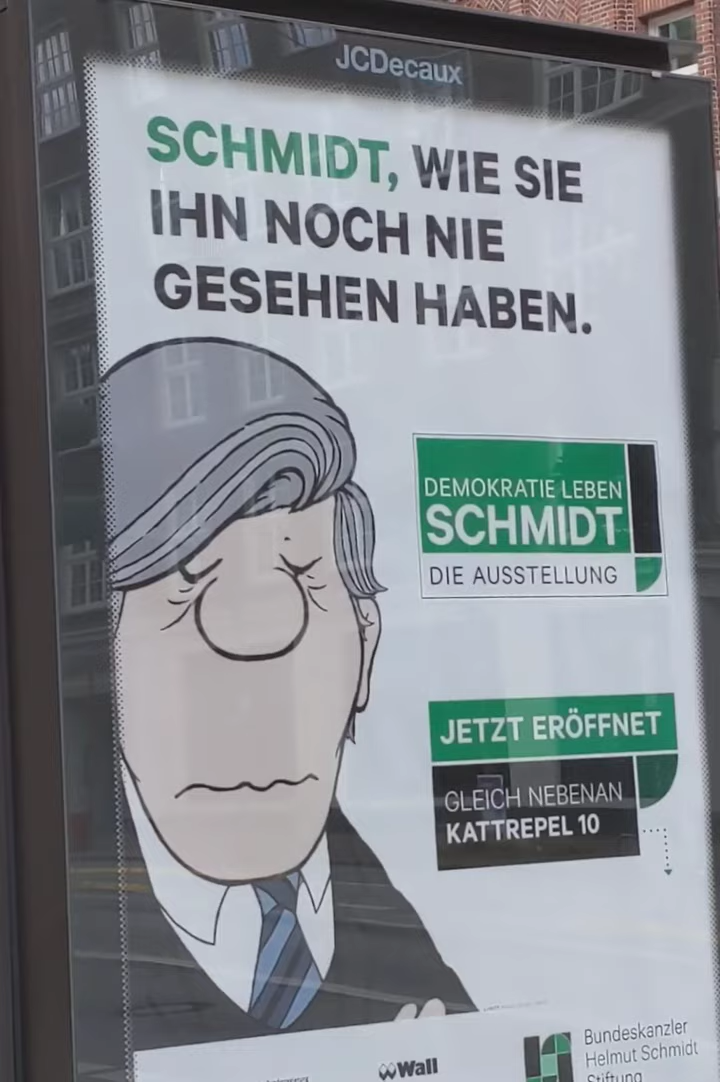 JCDecaux
SCHMIDT, WIE SIE
IHN NOCH NIE
GESEHEN HABEN.
DEMOKRATIE LEBEN
SCHMIDT
DIE AUSSTELLUNG
JETZT ERÖFFNET
GLEICH NEBENAN
KATTREPEL 10
Wall
Bundeskanzler
Helmut Schmidt
Stiftung